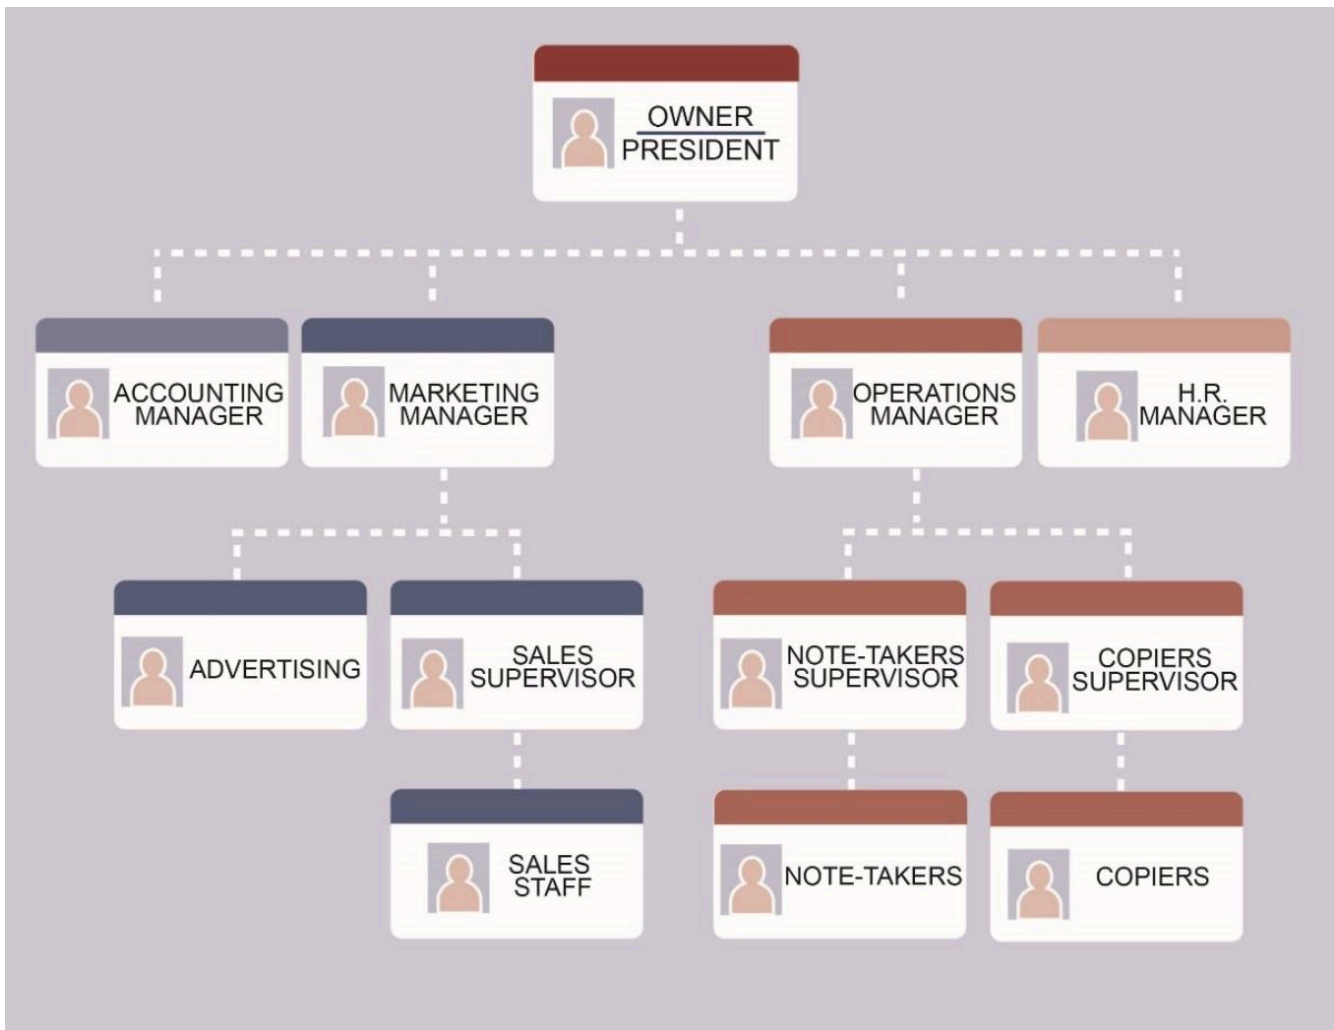 OWNER
PRESIDENT
ACCOUNTING
MANAGER
MARKETING
MANAGER
OPERATIONS
MANAGER
H.R.
MANAGER
ADVERTISING
SALES
SUPERVISOR
NOTE-TAKERS
SUPERVISOR
COPIERS
SUPERVISOR
SALES
STAFF
NOTE-TAKERS
COPIERS